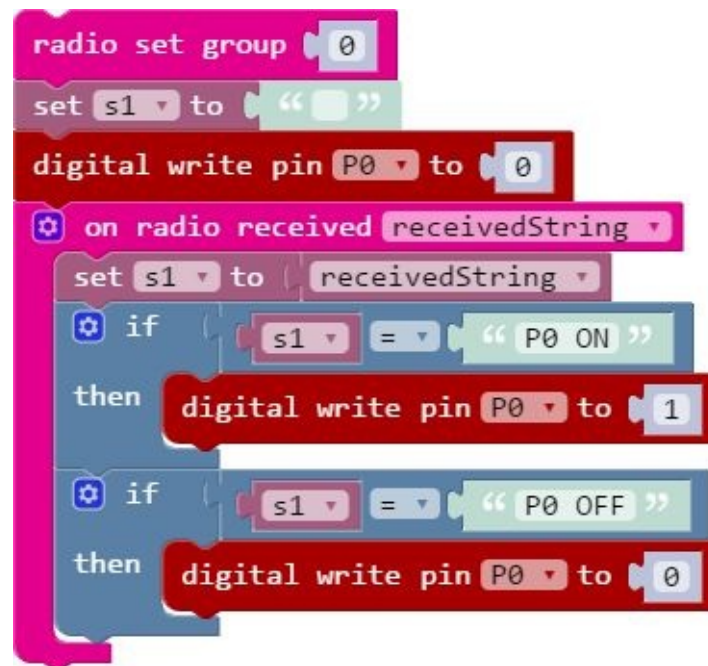 radio set group 0
set s1 to “ ”
digital write pin P0 to 0
on radio received receivedString
set s1 to receivedString
if s1 = “ P0 ON ”
then digital write pin P0 to 1
if s1 = “ P0 OFF ”
then digital write pin P0 to 0